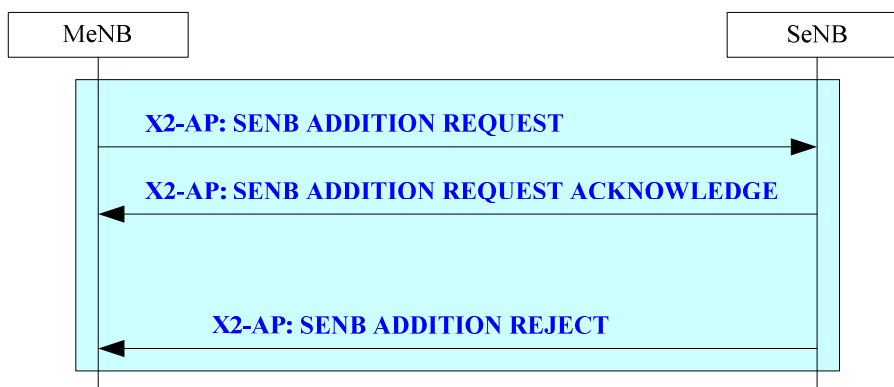 MeNB
SeNB
X2-AP: SENB ADDITION REQUEST
X2-AP: SENB ADDITION REQUEST ACKNOWLEDGE
X2-AP: SENB ADDITION REJECT